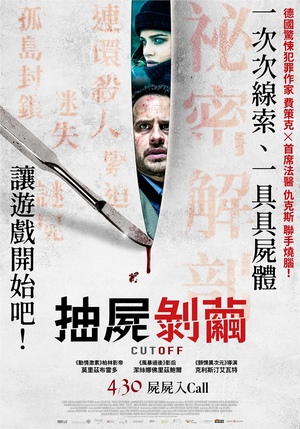 德國驚悚犯罪作家 費策克×首席法醫 仇克斯 聯手燒腦！
一次次線索、一具具屍體
祕密解剖
連環殺人
孤島封鎖
迷失
讓遊戲開始吧！
抽屍剝繭
CUTOFF
《動情激素》柏林影帝
莫里茲布雷多
《風暴過後》影后
潔絲娜佛里茲鮑爾
《顫慄異次元》導演
克利斯汀艾瓦特
4.30 屍屍入Call